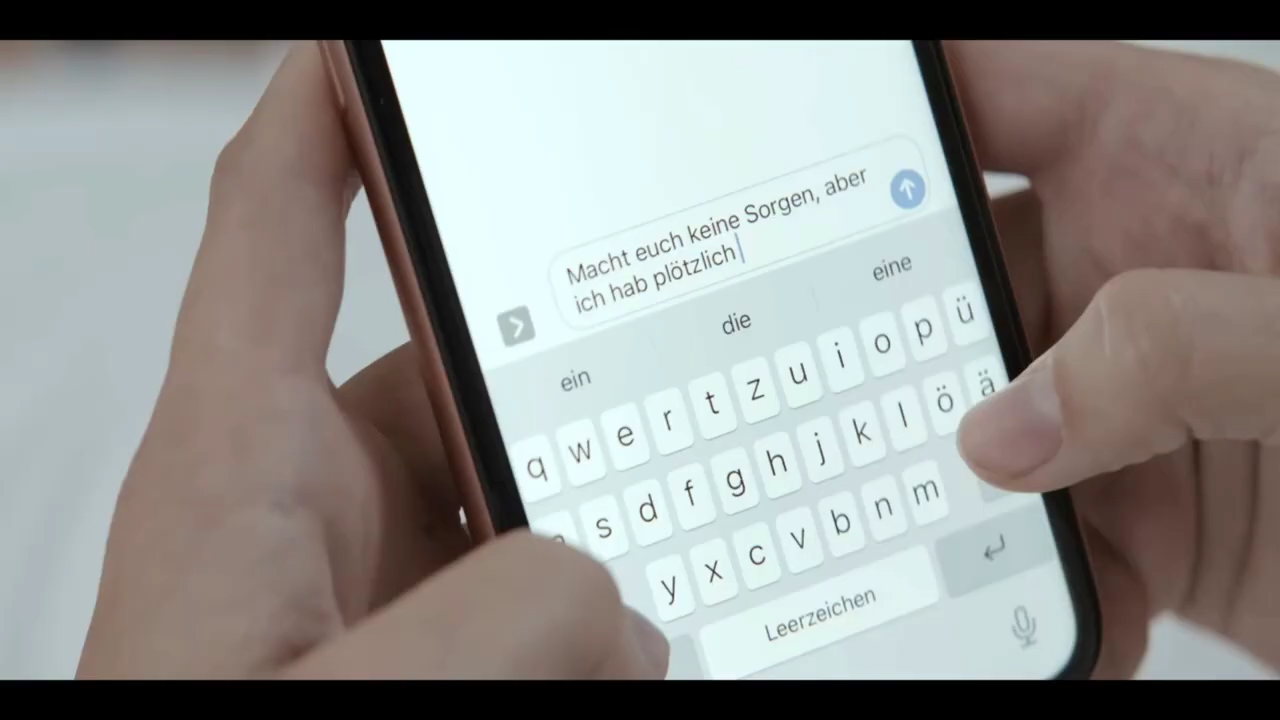 Macht euch keine Sorgen, aber
ich hab plötzlich
ein die eine
q w e r t z u i o p ü
s d f g h j k l ö ä
y x c v b n m
Leerzeichen